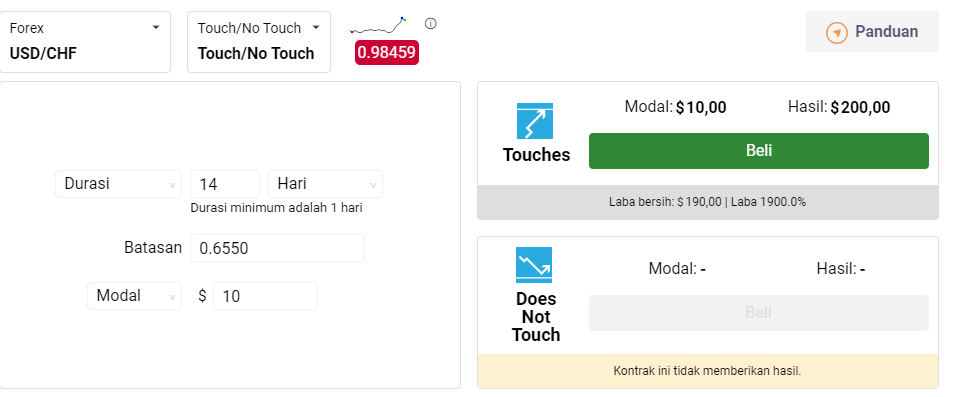 Forex
USD/CHF
Touch/No Touch
Touch/No Touch
0.98459
Panduan
Durasi 14 Hari
Durasi minimum adalah 1 hari
Batasan 0.6550
Modal $ 10
Touches
Modal: $10,00 Hasil: $200,00
Beli
Laba bersih: $ 190,00 | Laba 1900.0%
Does
Not
Touch
Modal: - Hasil: -
Beli
Kontrak ini tidak memberikan hasil.